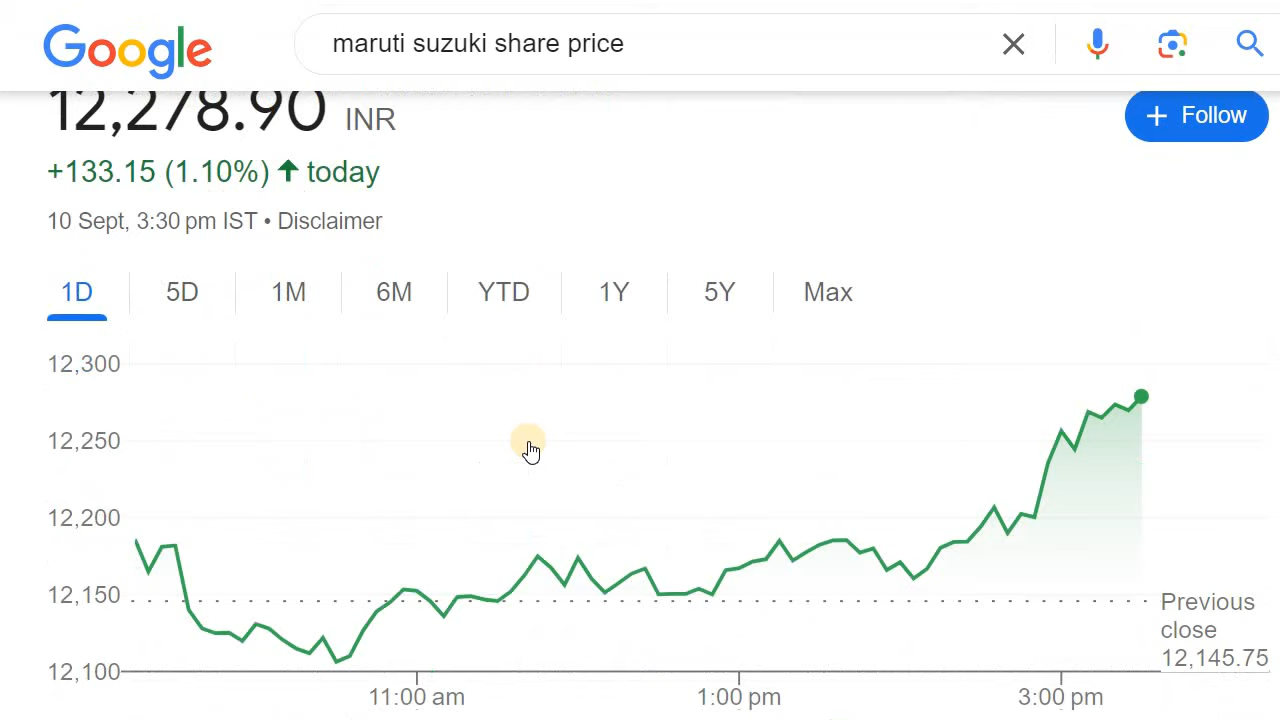 Google
maruti suzuki share price
12,278.90 INR
+ Follow
+133.15 (1.10%) ↑ today
10 Sept, 3:30 pm IST • Disclaimer
1D 5D 1M 6M YTD 1Y 5Y Max
12,300
12,250
12,200
12,150
12,100
Previous
close
12,145.75
11:00 am 1:00 pm 3:00 pm